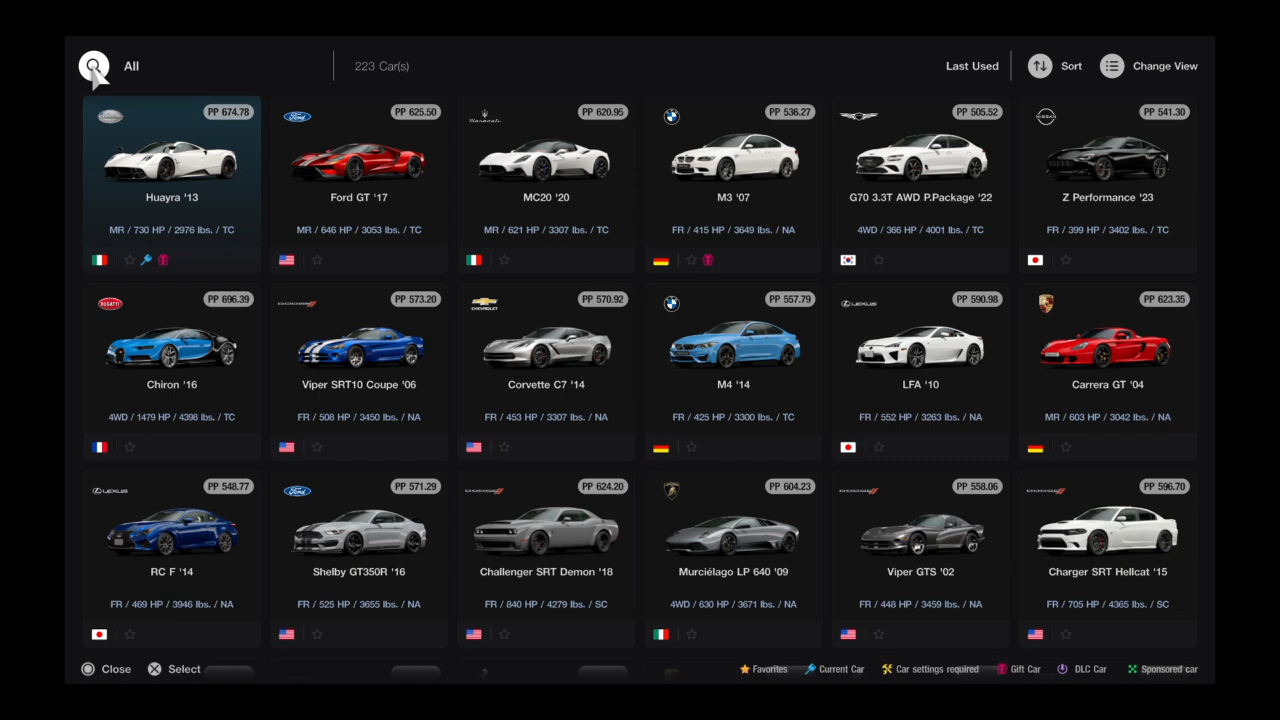 All
223 Car(s)
Last Used
Sort
Change View
PP 674.78
Huayra '13
MR / 730 HP / 2976 lbs. / TC
Ford
PP 625.50
Ford GT '17
MR / 646 HP / 3053 lbs. / TC
Maserati
PP 620.95
MC20 '20
MR / 621 HP / 3307 lbs. / TC
PP 536.27
M3 '07
FR / 415 HP / 3649 lbs. / NA
PP 505.52
G70 3.3T AWD P.Package '22
4WD / 366 HP / 4001 lbs. / TC
NISSAN
PP 541.30
Z Performance '23
FR / 399 HP / 3402 lbs. / TC
BUGATTI
PP 696.39
Chiron '16
4WD / 1479 HP / 4398 lbs. / TC
DODGE
PP 573.20
Viper SRT10 Coupe '06
FR / 508 HP / 3450 lbs. / NA
CHEVROLET
PP 570.92
Corvette C7 '14
FR / 453 HP / 3307 lbs. / NA
PP 557.79
M4 '14
FR / 425 HP / 3300 lbs. / TC
LEXUS
PP 590.98
LFA '10
FR / 552 HP / 3263 lbs. / NA
PP 623.35
Carrera GT '04
MR / 603 HP / 3042 lbs. / NA
LEXUS
PP 548.77
RC F '14
FR / 469 HP / 3946 lbs. / NA
Ford
PP 571.29
Shelby GT350R '16
FR / 525 HP / 3655 lbs. / NA
DODGE
PP 624.20
Challenger SRT Demon '18
FR / 840 HP / 4279 lbs. / SC
PP 604.23
Murciélago LP 640 '09
4WD / 630 HP / 3671 lbs. / NA
DODGE
PP 558.06
Viper GTS '02
FR / 448 HP / 3459 lbs. / NA
DODGE
PP 596.70
Charger SRT Hellcat '15
FR / 705 HP / 4365 lbs. / SC
Close
Select
Favorites
Current Car
Car settings required
Gift Car
DLC Car
Sponsored car